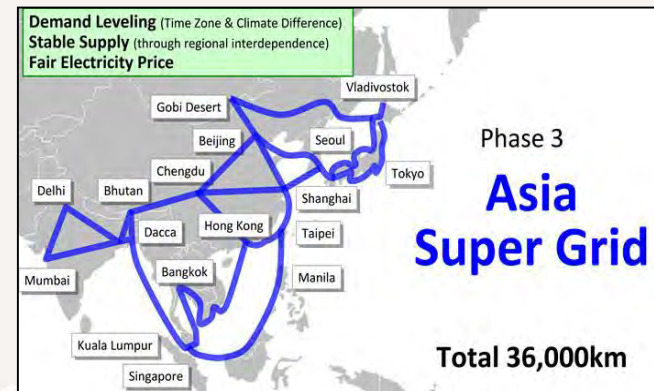 Demand Leveling (Time Zone & Climate Difference)
Stable Supply (through regional interdependence)
Fair Electricity Price
Vladivostok
Gobi Desert
Beijing
Seoul
Phase 3
Chengdu
Tokyo
Asia
Super Grid
Delhi
Bhutan
Shanghai
Dacca
Hong Kong
Taipei
Bangkok
Mumbai
Manila
Kuala Lumpur
Singapore
Total 36,000km